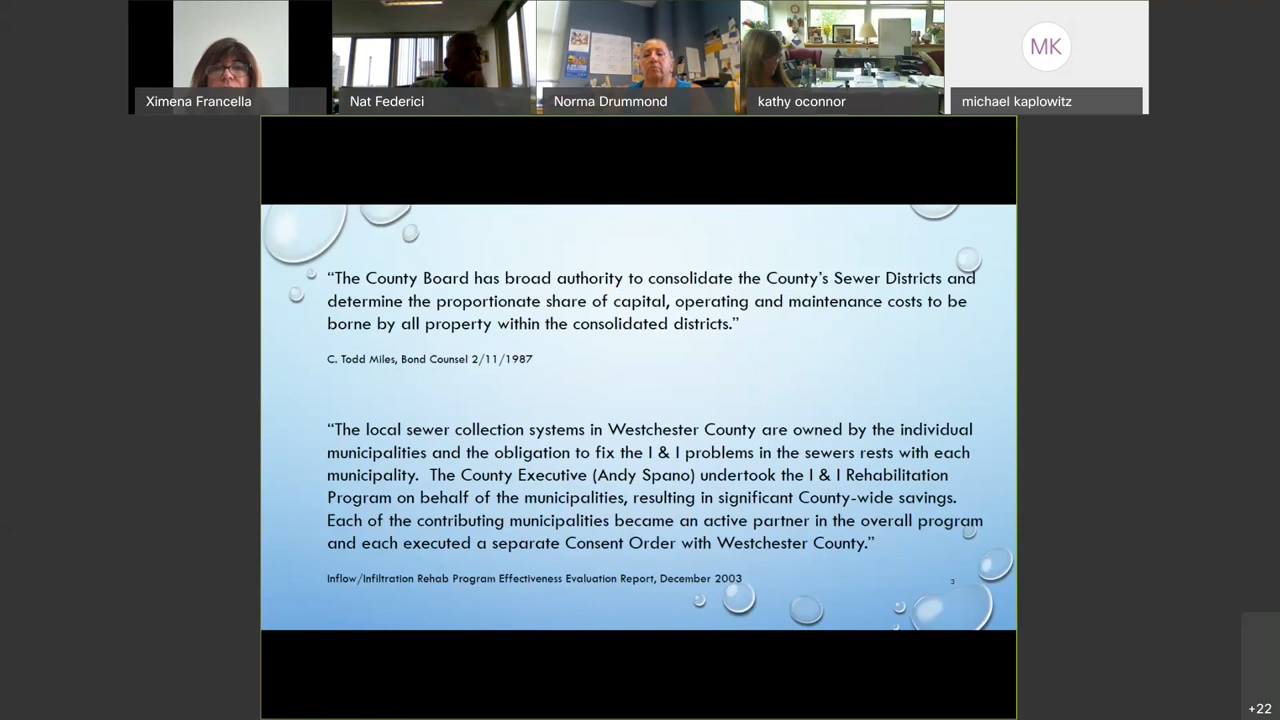 Ximena Francella
Nat Federici
Norma Drummond
kathy oconnor
MK
michael kaplowitz
“The County Board has broad authority to consolidate the County’s Sewer Districts and
determine the proportionate share of capital, operating and maintenance costs to be
borne by all property within the consolidated districts.”
C. Todd Miles, Bond Counsel 2/11/1987
“The local sewer collection systems in Westchester County are owned by the individual
municipalities and the obligation to fix the I & I problems in the sewers rests with each
municipality.  The County Executive (Andy Spano) undertook the I & I Rehabilitation
Program on behalf of the municipalities, resulting in significant County-wide savings.
Each of the contributing municipalities became an active partner in the overall program
and each executed a separate Consent Order with Westchester County.”
Inflow/Infiltration Rehab Program Effectiveness Evaluation Report, December 2003
3
+22